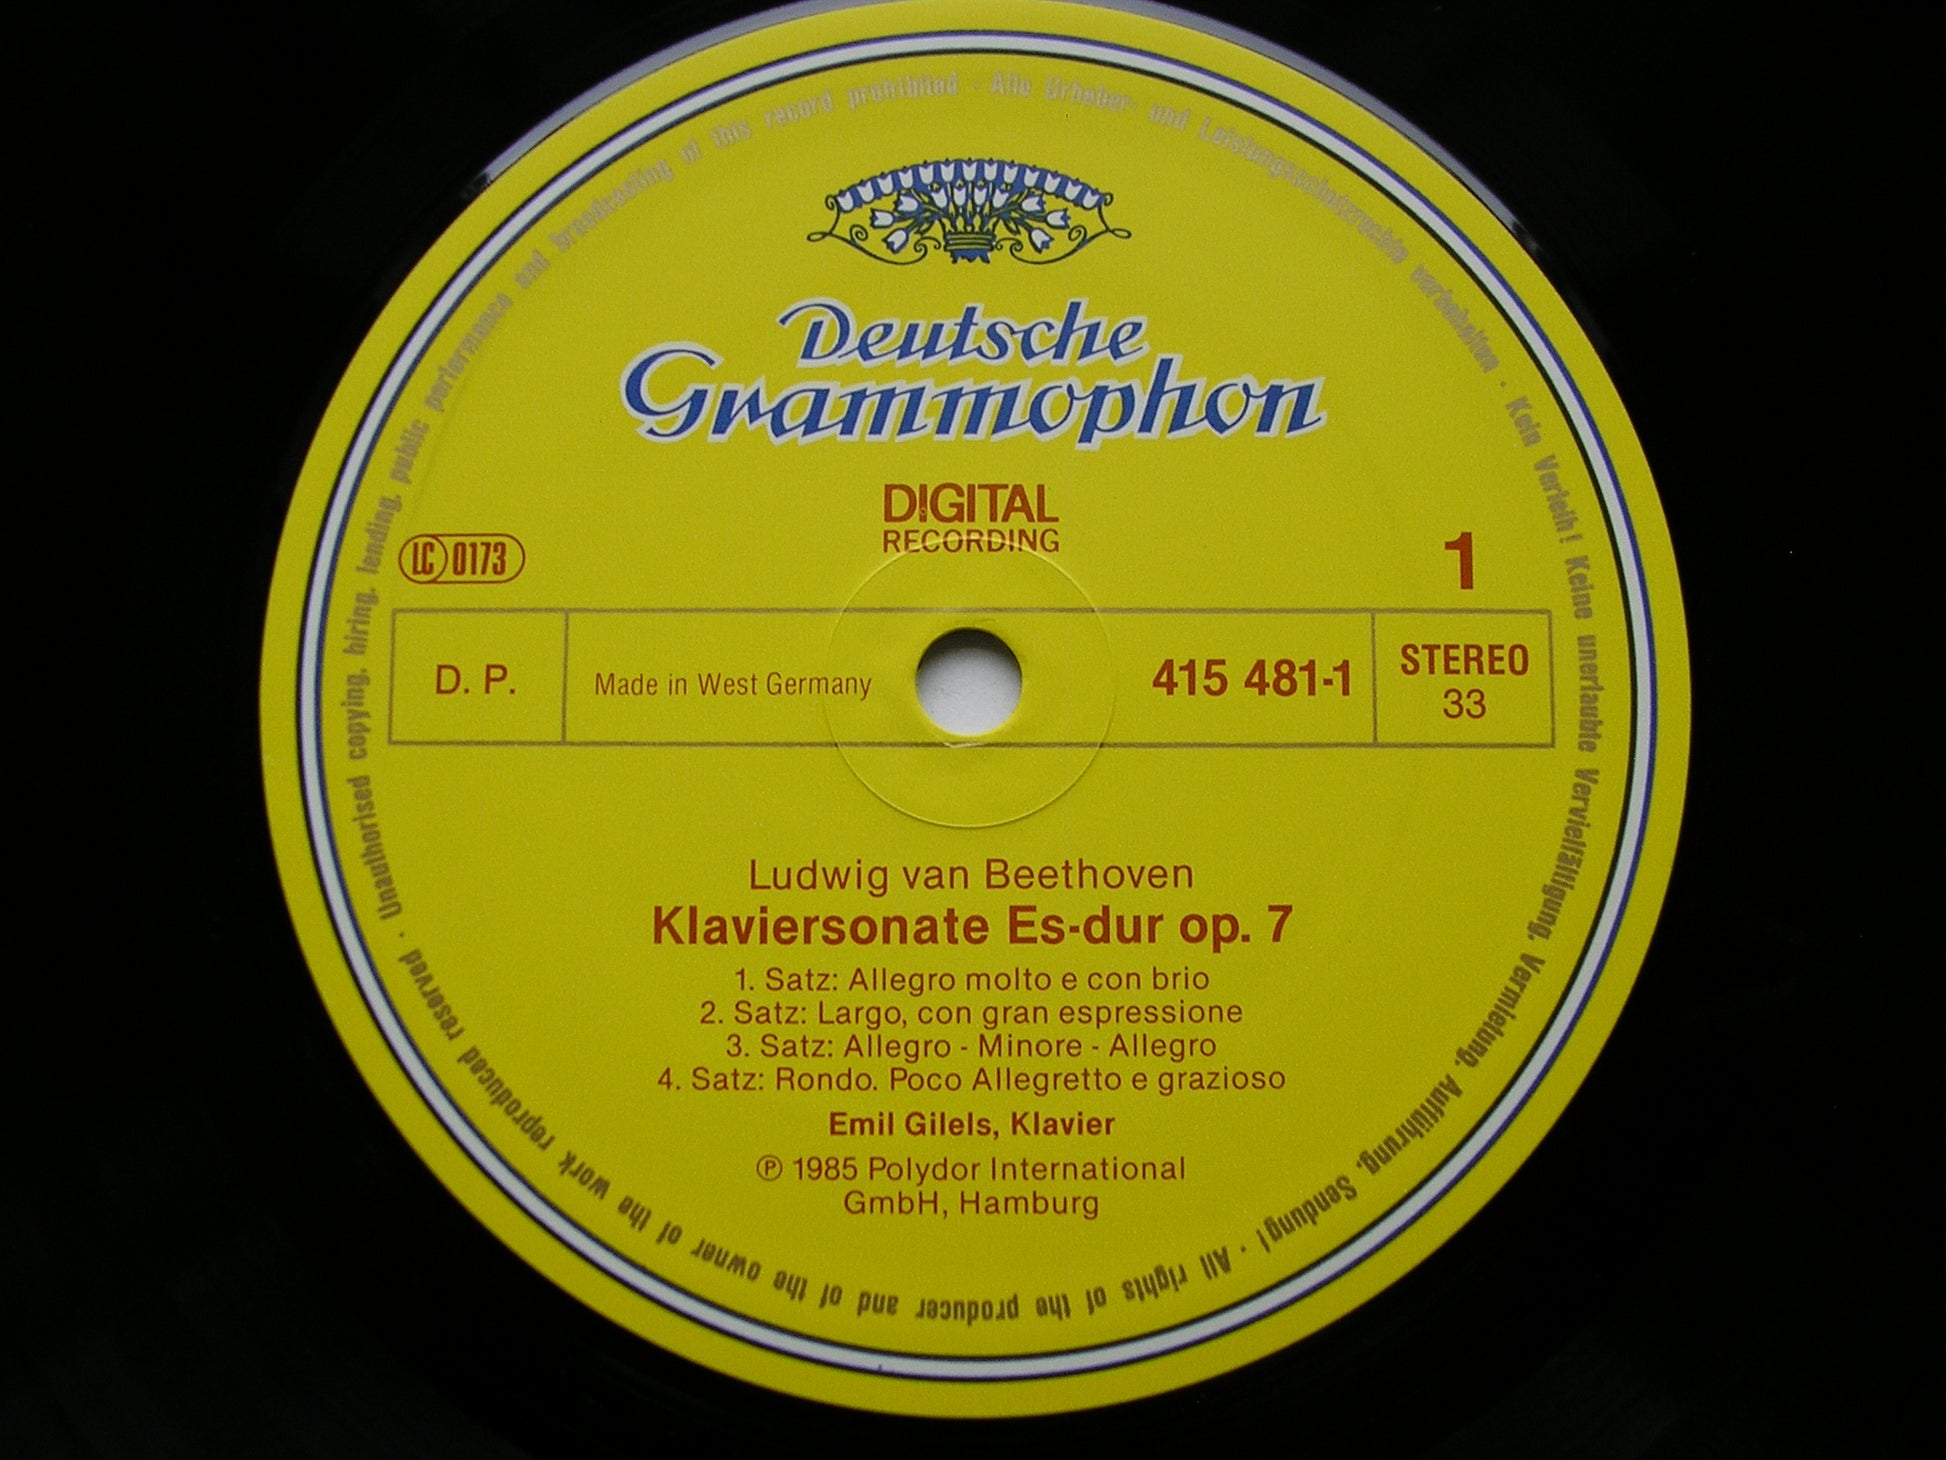 Deutsche
Grammophon
DIGITAL
RECORDING
LC 0173
1
D. P.
Made in West Germany
415 481-1
STEREO
33
Ludwig van Beethoven
Klaviersonate Es-dur op. 7
1. Satz: Allegro molto e con brio
2. Satz: Largo, con gran espressione
3. Satz: Allegro - Minore - Allegro
4. Satz: Rondo. Poco Allegretto e grazioso
Emil Gilels, Klavier
℗ 1985 Polydor International
GmbH, Hamburg
Alle Urheber- und Leistungsschutzrechte vorbehalten · Kein Verleih! Keine unerlaubte Vervielfältigung, Vermietung, Aufführung, Sendung! · All rights of the producer and of the owner of the work reproduced reserved · Unauthorised copying, hiring, lending, public performance and broadcasting of this record prohibited ·